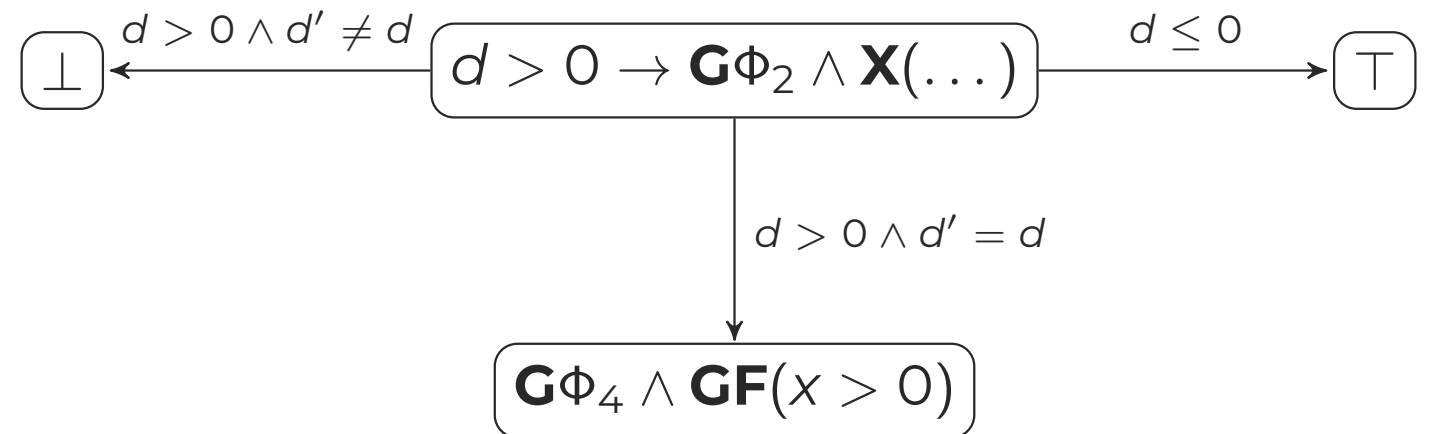 d > 0 ∧ d′ ≠ d
d ≤ 0
⊥
d > 0 → GΦ₂ ∧ X(...)
⊤
d > 0 ∧ d′ = d
GΦ₄ ∧ GF(x > 0)